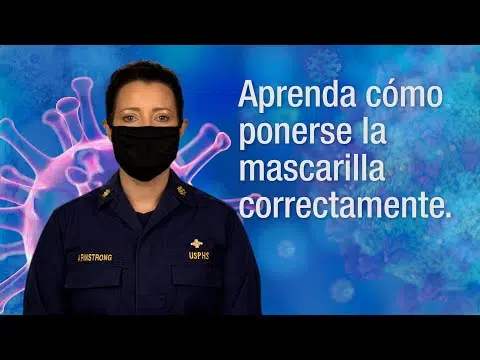 Aprenda cómo
ponerse la
mascarilla
correctamente.
ARMSTRONG
USPHS